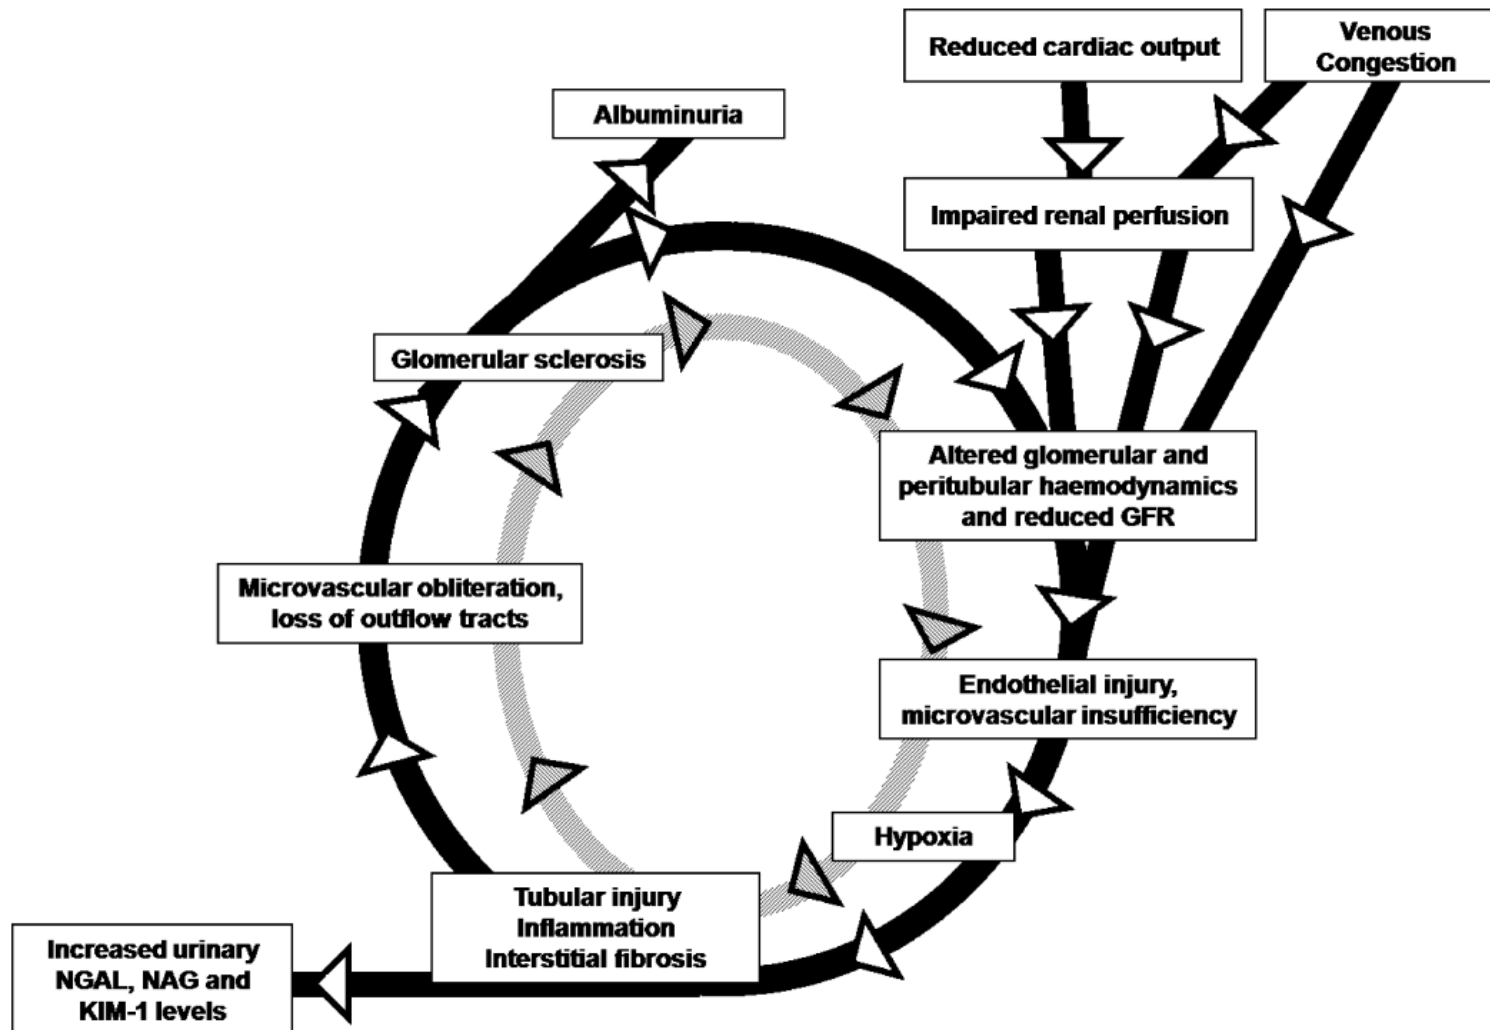 Reduced cardiac output
Venous
Congestion
Albuminuria
Impaired renal perfusion
Glomerular sclerosis
Altered glomerular and
peritubular haemodynamics
and reduced GFR
Microvascular obliteration,
loss of outflow tracts
Endothelial injury,
microvascular insufficiency
Hypoxia
Tubular injury
Inflammation
Interstitial fibrosis
Increased urinary
NGAL, NAG and
KIM-1 levels